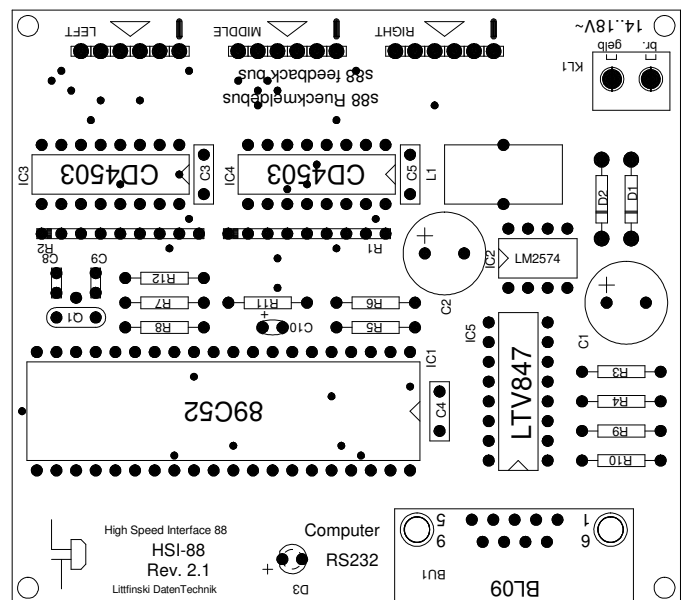 LEFT MIDDLE RIGHT 14..18V~
br. gelb
KL1
s88 feedback bus
s88 Rueckmeldebus
IC3 CD4503 C3 IC4 CD4503 C5 L1
D2 D1
R2 R1
C8 C9 R12 C2 IC2 LM2574
Q1 R7 R11 R6
R8 C10 R5 C1
IC1 IC5
89C52 C4 LTV847
R3
R4
R9
R10
High Speed Interface 88
HSI-88
Rev. 2.1
Littfinski DatenTechnik
Computer
RS232
D3
5 1
9 6
BU1
BL09